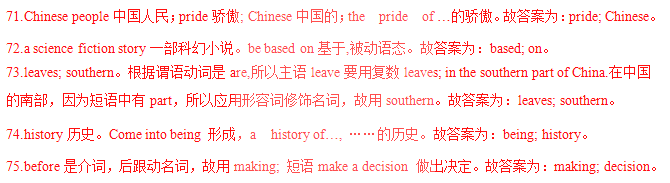 71.Chinese people 中国人民；pride 骄傲；Chinese 中国的；the pride of …的骄傲。故答案为：pride; Chinese。
72.a science fiction story 一部科幻小说。be based on 基于,被动语态。故答案为：based; on。
73.leaves; southern。根据谓语动词是 are,所以主语 leave 要用复数 leaves; in the southern part of China.在中国
的南部，因为短语中有 part，所以应用形容词修饰名词，故用 southern。故答案为：leaves; southern。
74.history 历史。Come into being 形成，a history of…, ……的历史。故答案为：being; history。
75.before 是介词，后跟动名词，故用 making; 短语 make a decision 做出决定。故答案为：making; decision。